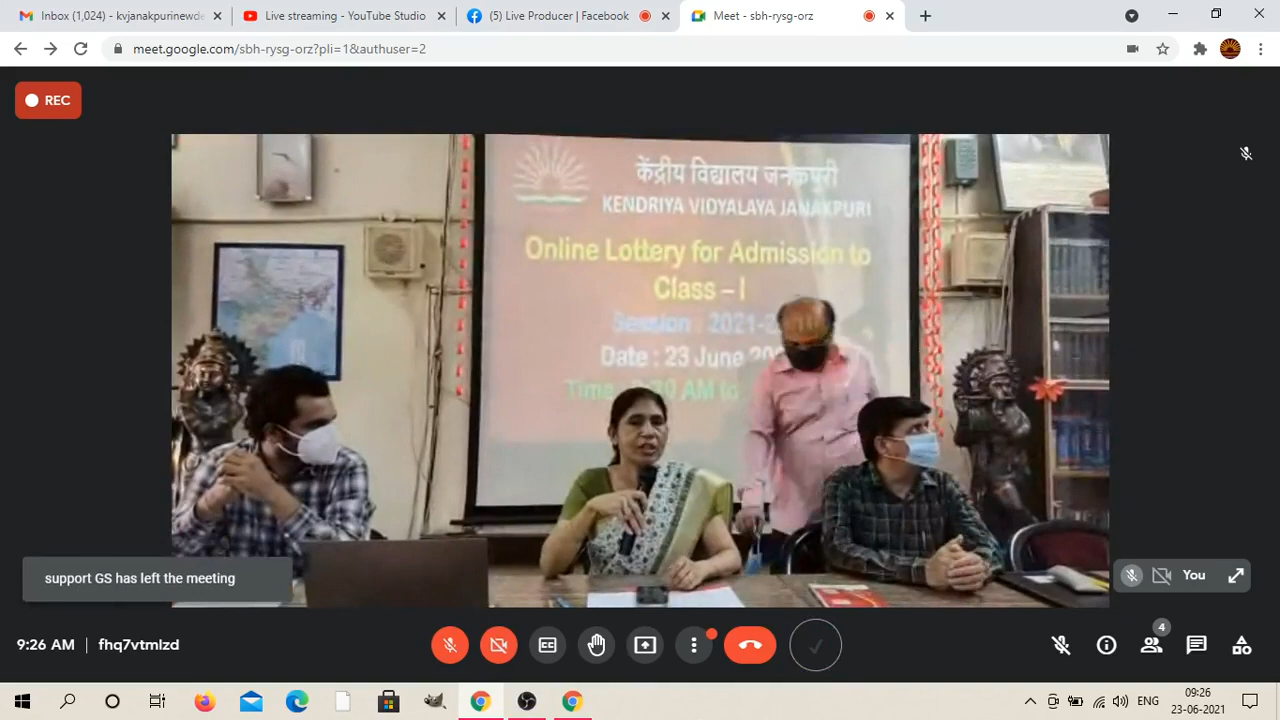 Inbox (1,024) - kvjanakpurinewde
Live streaming - YouTube Studio
(5) Live Producer | Facebook
Meet - sbh-rysg-orz
meet.google.com/sbh-rysg-orz?pli=1&authuser=2
REC
केंद्रीय विद्यालय जनकपुरी
KENDRIYA VIDYALAYA JANAKPURI
Online Lottery for Admission to
Class – I
Session : 2021-2
Date : 23 June 20
Time : AM to
support GS has left the meeting
You
9:26 AM | fhq7vtmlzd
4
ENG
09:26
23-06-2021